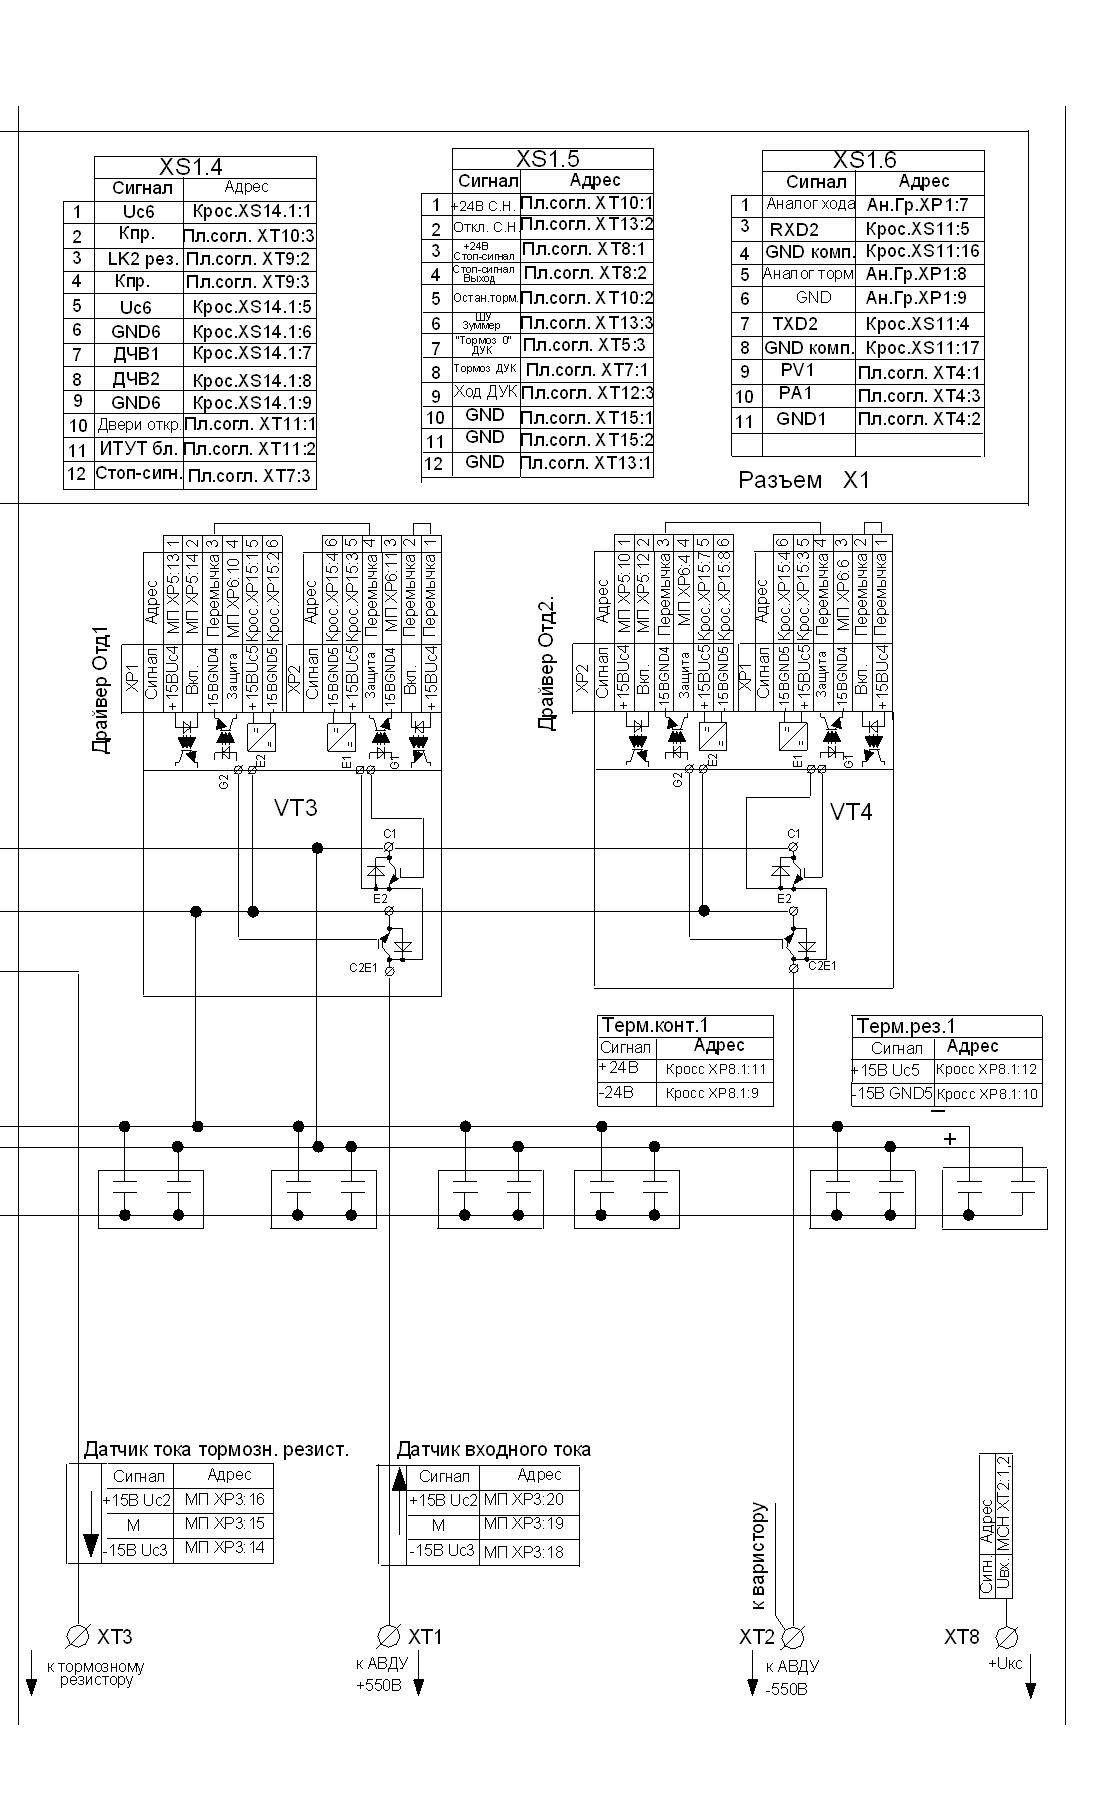 XS1.4
Сигнал Адрес
1 Uc6 Крос.XS14.1:1
2 Кпр. Пл.согл. XT10:3
3 LK2 рез. Пл.согл. XT9:2
4 Кпр. Пл.согл. XT9:3
5 Uc6 Крос.XS14.1:5
6 GND6 Крос.XS14.1:6
7 ДЧВ1 Крос.XS14.1:7
8 ДЧВ2 Крос.XS14.1:8
9 GND6 Крос.XS14.1:9
10 Двери откр. Пл.согл. XT11:1
11 ИТУТ бл. Пл.согл. XT11:2
12 Стоп-сигн. Пл.согл. XT7:3
XS1.5
Сигнал Адрес
1 +24В С.Н. Пл.согл. XT10:1
2 Откл. С.Н Пл.согл. XT13:2
3 +24В Стоп-сигнал Пл.согл. XT8:1
4 Стоп-сигнал Выход Пл.согл. XT8:2
5 Остан.торм. Пл.согл. XT10:2
6 ШУ Зуммер Пл.согл. XT13:3
7 "Тормоз 0" ДУК Пл.согл. XT5:3
8 Тормоз ДУК Пл.согл. XT7:1
9 Ход ДУК Пл.согл. XT12:3
10 GND Пл.согл. XT15:1
11 GND Пл.согл. XT15:2
12 GND Пл.согл. XT13:1
XS1.6
Сигнал Адрес
1 Аналог хода Ан.Гр.XP1:7
3 RXD2 Крос.XS11:5
4 GND комп. Крос.XS11:16
5 Аналог торм Ан.Гр.XP1:8
6 GND Ан.Гр.XP1:9
7 TXD2 Крос.XS11:4
8 GND комп. Крос.XS11:17
9 PV1 Пл.согл. XT4:1
10 PA1 Пл.согл. XT4:3
11 GND1 Пл.согл. XT4:2
Разъем X1
Драйвер Отд1
XP1
Сигнал Адрес
+15ВUc4 МП XP5:13 1
Вкл. МП XP5:14 2
15ВGND4 Перемычка 3
Защита МП XP6:10 4
+15ВUc5 Крос.XP15:1 5
15ВGND5 Крос.XP15:2 6
XP2
Сигнал Адрес
15ВGND5 Крос.XP15:4 6
+15ВUc5 Крос.XP15:3 5
Защита Перемычка 4
15ВGND4 МП XP6:11 3
Вкл. Перемычка 2
+15ВUc4 Перемычка 1
G2 E2 E1 G1
VT3
C1
E2
C2E1
Драйвер Отд2.
XP2
Сигнал Адрес
+15ВUc4 МП XP5:10 1
Вкл. МП XP5:12 2
15ВGND4 Перемычка 3
Защита МП XP6:4 4
+15ВUc5 Крос.XP15:7 5
15ВGND5 Крос.XP15:8 6
XP1
Сигнал Адрес
15ВGND5 Крос.XP15:4 6
+15ВUc5 Крос.XP15:3 5
Защита Перемычка 4
15ВGND4 МП XP6:6 3
Вкл. Перемычка 2
+15ВUc4 Перемычка 1
G2 E2 E1 G1
VT4
C1
E2
C2E1
Терм.конт.1
Сигнал Адрес
+24В Кросс XP8.1:11
-24В Кросс XP8.1:9
Терм.рез.1
Сигнал Адрес
+15В Uc5 Кросс XP8.1:12
-15В GND5 Кросс XP8.1:10
−
+
Датчик тока тормозн. резист.
Сигнал Адрес
+15В Uc2 МП XP3:16
М МП XP3:15
-15В Uc3 МП XP3:14
Датчик входного тока
Сигнал Адрес
+15В Uc2 МП XP3:20
М МП XP3:19
-15В Uc3 МП XP3:18
к варистору
Сигн. Адрес
Uвх. МСН XT2:1,2
XT3
к тормозному
резистору
XT1
к АВДУ
+550В
XT2
к АВДУ
-550В
XT8
+Uкс